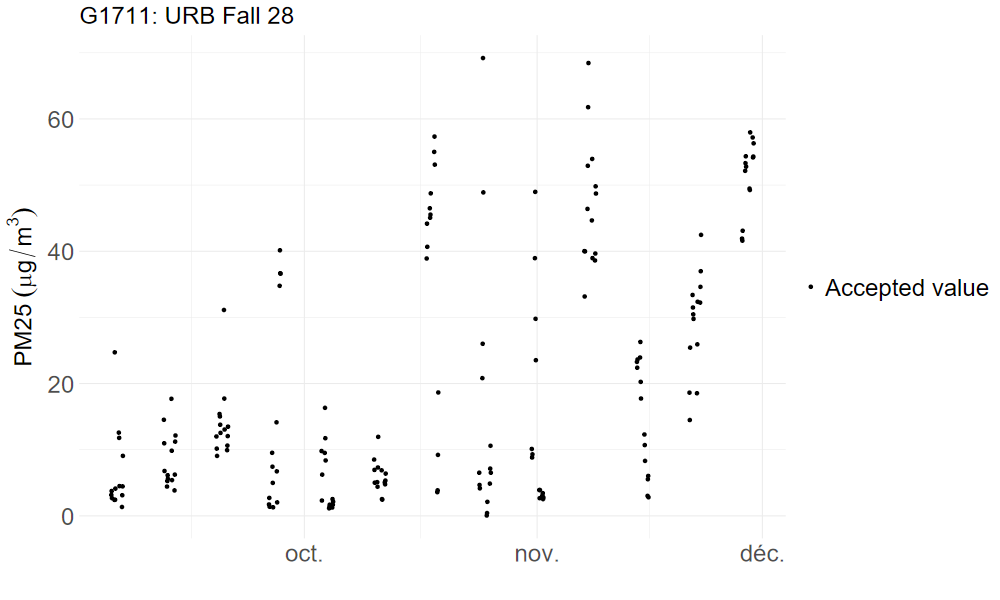 G1711: URB Fall 28
PM25 (μg/m³)
60
40
20
0
oct.
nov.
déc.
Accepted value